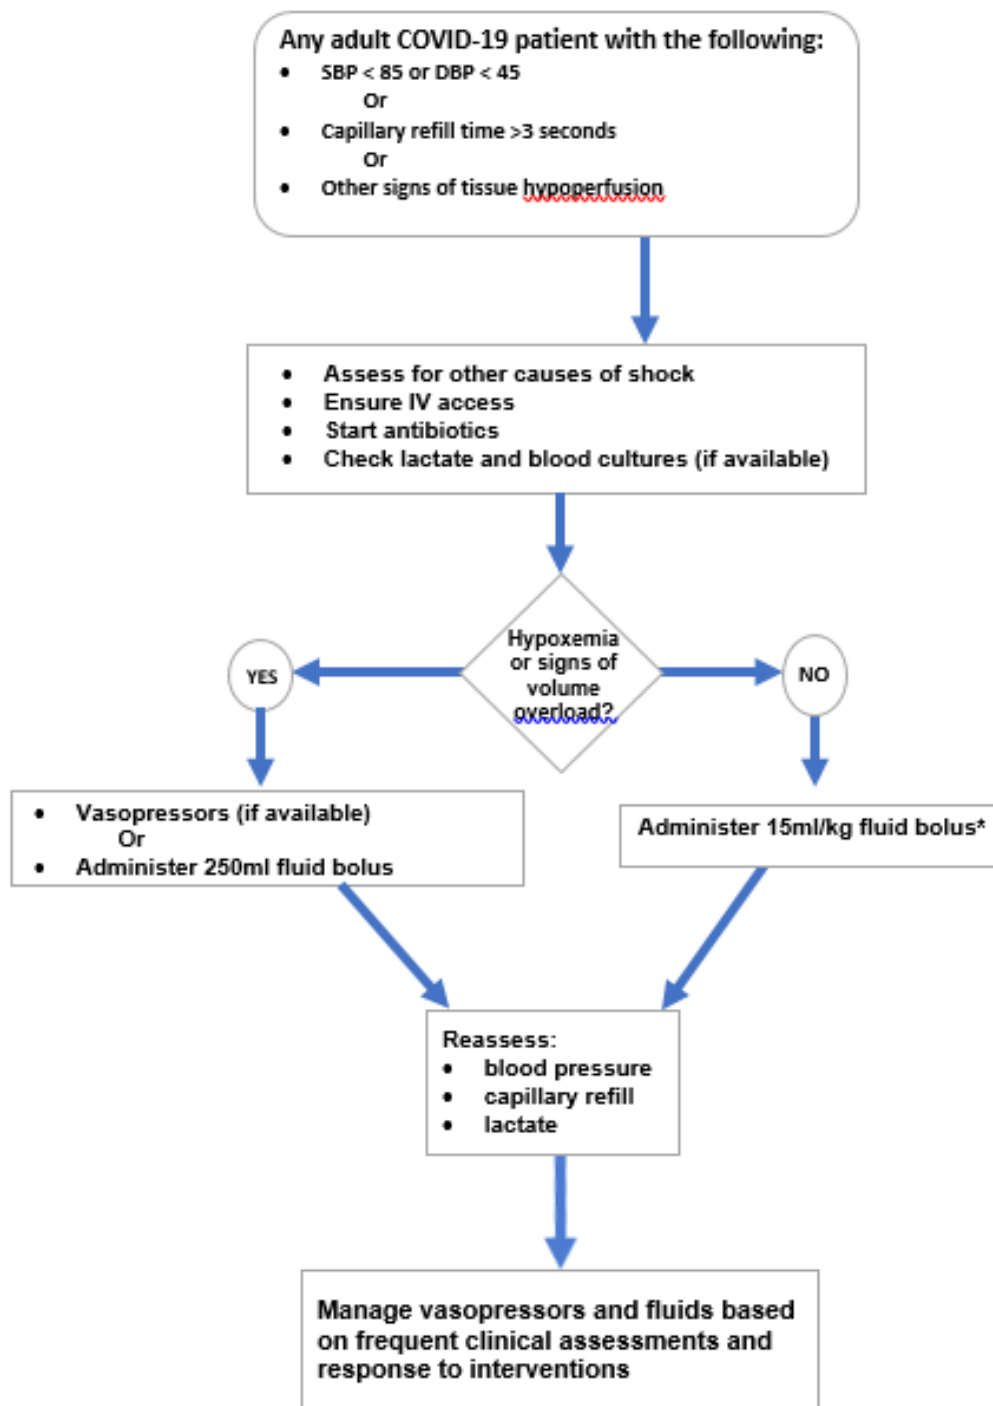 Any adult COVID-19 patient with the following:
• SBP < 85 or DBP < 45
Or
• Capillary refill time >3 seconds
Or
• Other signs of tissue hypoperfusion
• Assess for other causes of shock
• Ensure IV access
• Start antibiotics
• Check lactate and blood cultures (if available)
Hypoxemia
or signs of
volume
overload?
YES
NO
• Vasopressors (if available)
Or
• Administer 250ml fluid bolus
Administer 15ml/kg fluid bolus*
Reassess:
• blood pressure
• capillary refill
• lactate
Manage vasopressors and fluids based
on frequent clinical assessments and
response to interventions